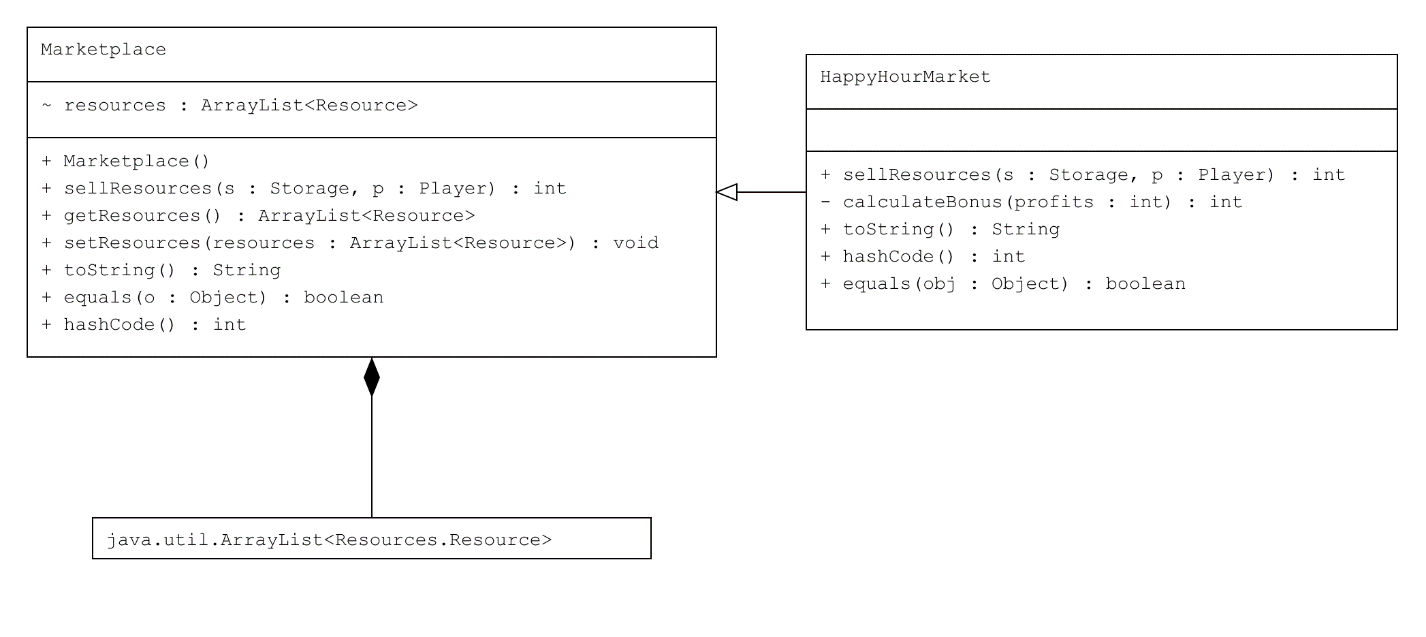 Marketplace
~ resources : ArrayList<Resource>
+ Marketplace()
+ sellResources(s : Storage, p : Player) : int
+ getResources() : ArrayList<Resource>
+ setResources(resources : ArrayList<Resource>) : void
+ toString() : String
+ equals(o : Object) : boolean
+ hashCode() : int
HappyHourMarket
+ sellResources(s : Storage, p : Player) : int
- calculateBonus(profits : int) : int
+ toString() : String
+ hashCode() : int
+ equals(obj : Object) : boolean
java.util.ArrayList<Resources.Resource>